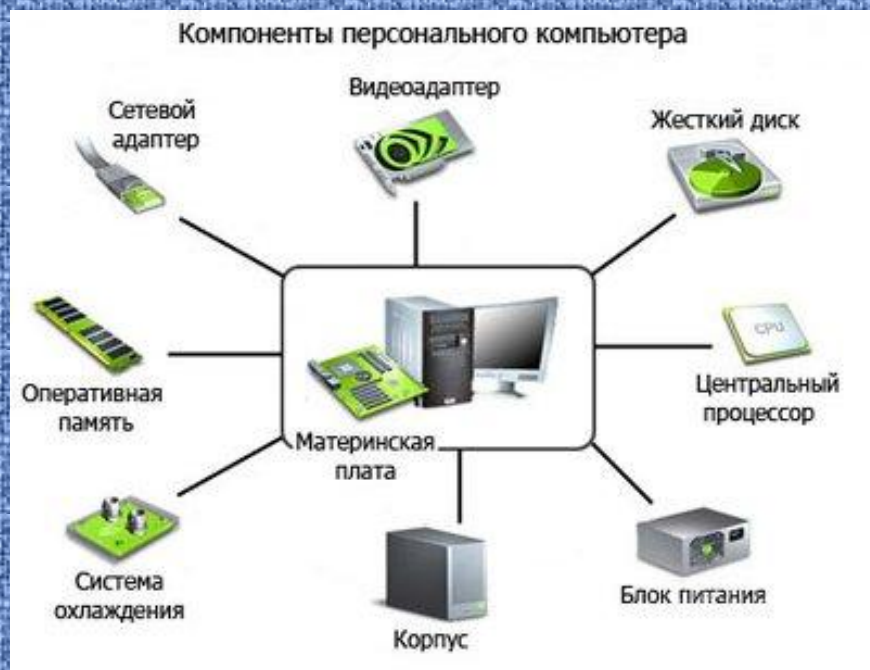 Компоненты персонального компьютера
Видеоадаптер
Сетевой
адаптер
Жесткий диск
CPU
Оперативная
память
Центральный
процессор
Материнская
плата
Система
охлаждения
Корпус
Блок питания